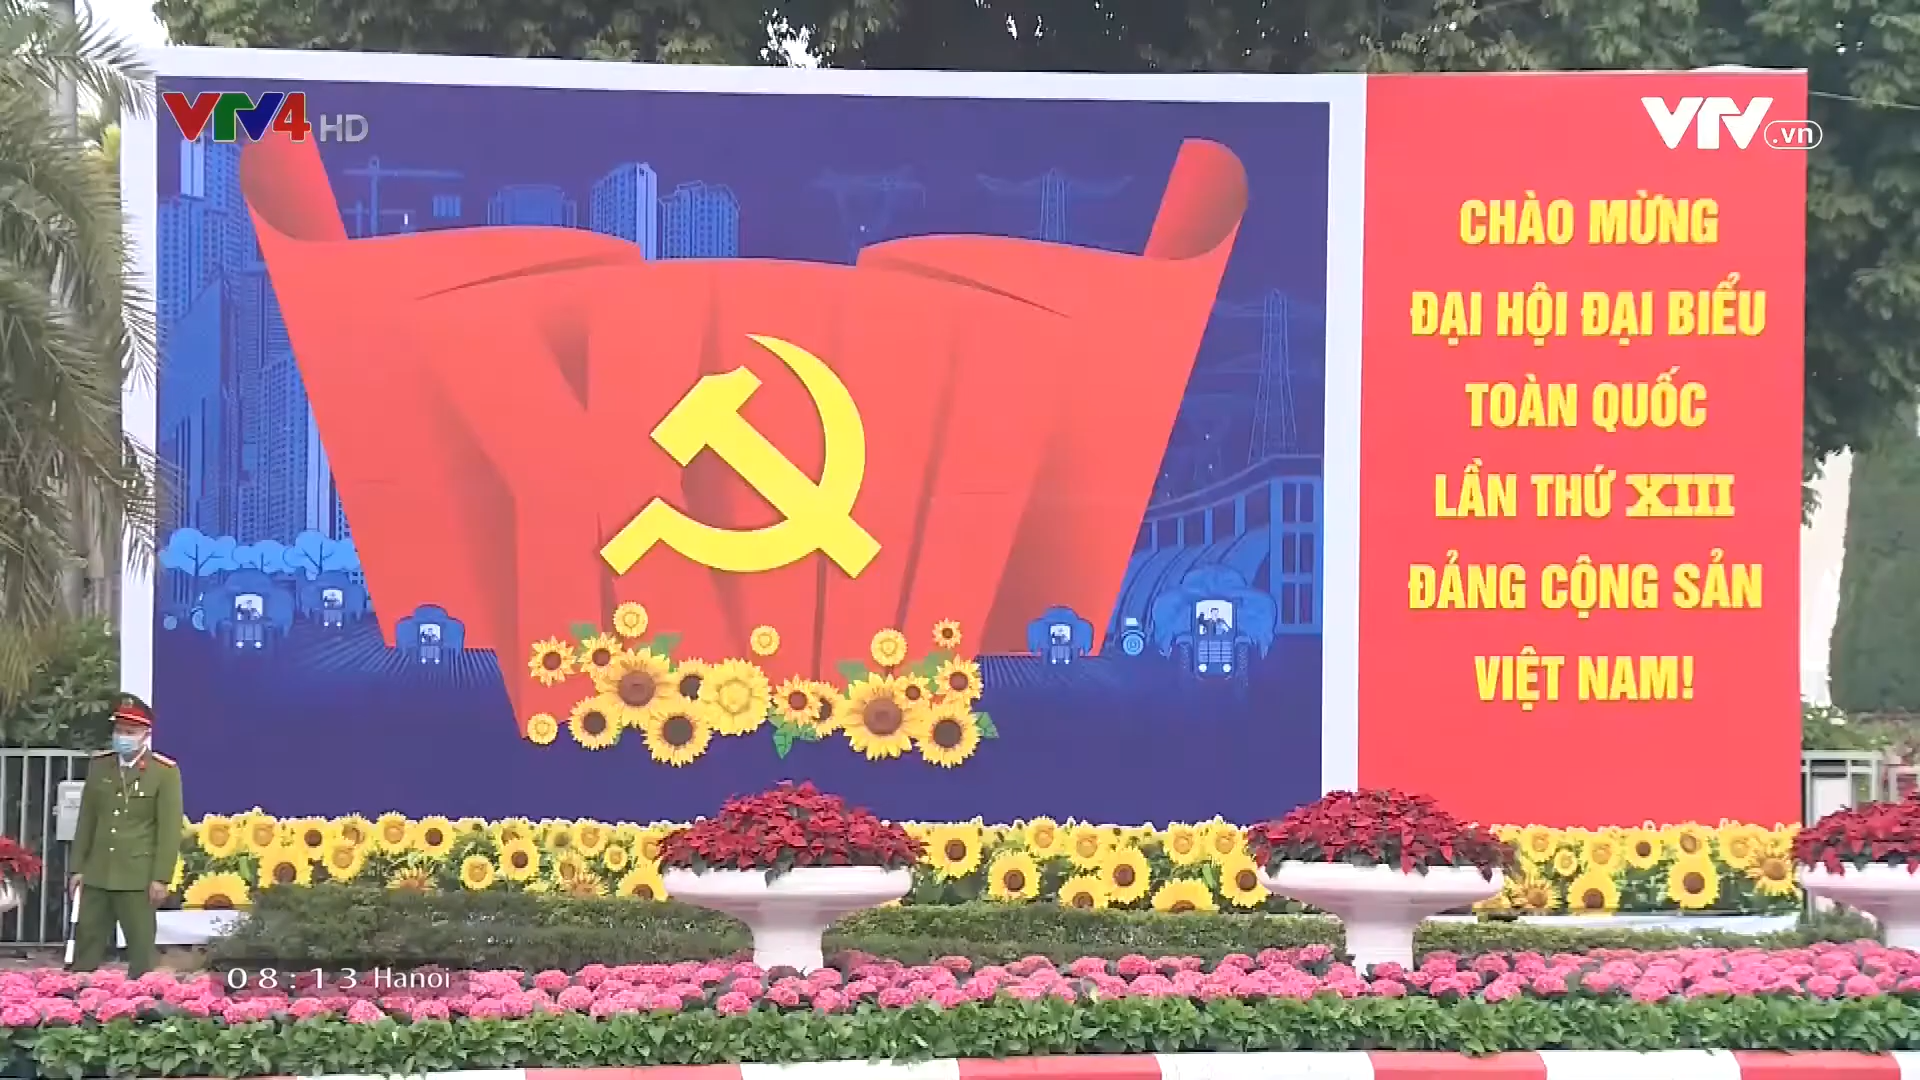 VTV4 HD
VTV.vn
CHÀO MỪNG
ĐẠI HỘI ĐẠI BIỂU
TOÀN QUỐC
LẦN THỨ XIII
ĐẢNG CỘNG SẢN
VIỆT NAM!
08:13 Hanoi